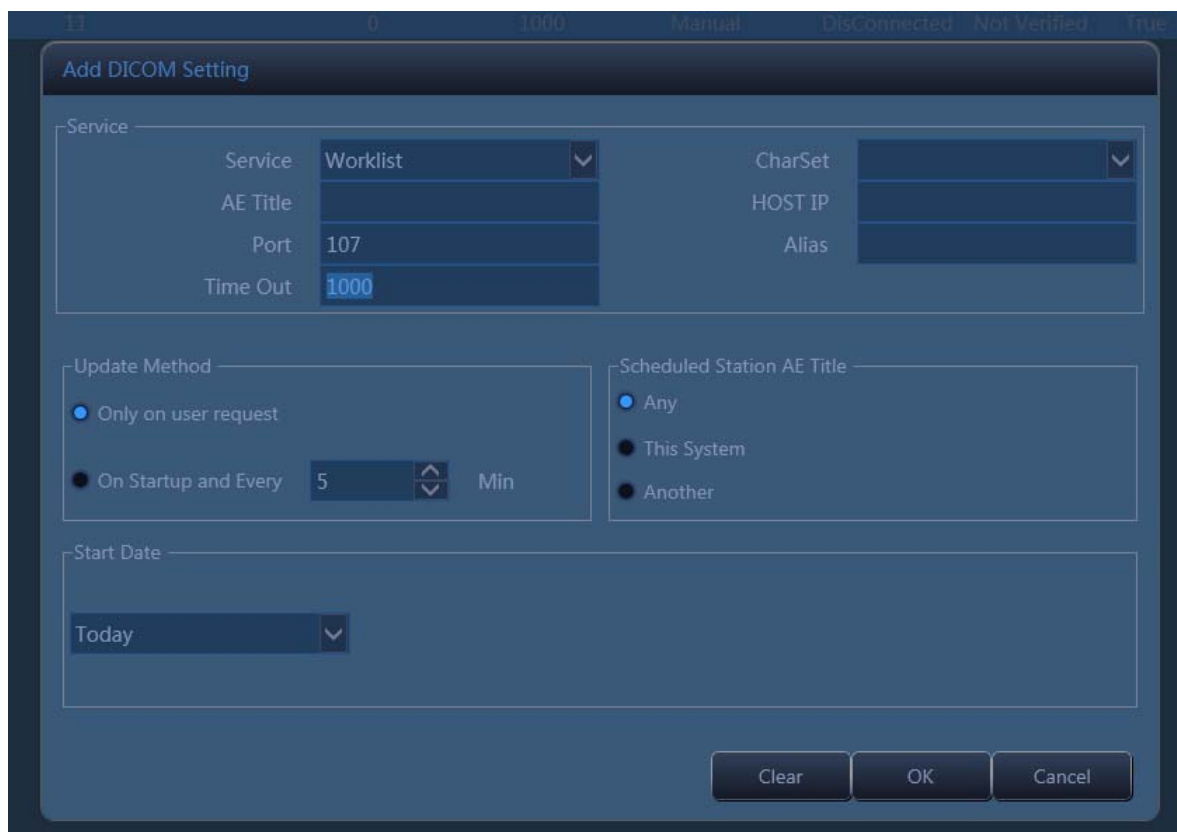 11 0 1000 Manual DisConnected Not Verified True
Add DICOM Setting
Service
Service Worklist CharSet
AE Title HOST IP
Port 107 Alias
Time Out 1000
Update Method
Only on user request
On Startup and Every 5 Min
Scheduled Station AE Title
Any
This System
Another
Start Date
Today
Clear OK Cancel